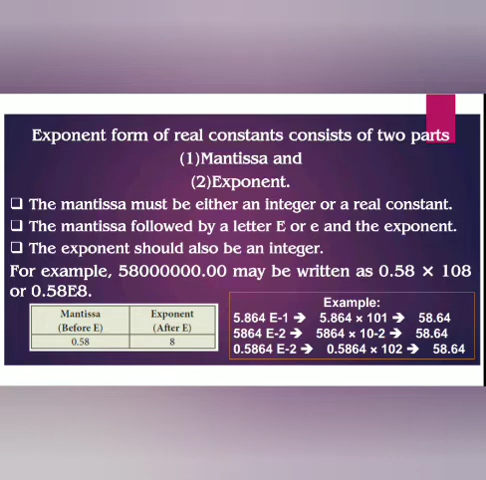 Exponent form of real constants consists of two parts
(1)Mantissa and
(2)Exponent.
❑ The mantissa must be either an integer or a real constant.
❑ The mantissa followed by a letter E or e and the exponent.
❑ The exponent should also be an integer.
For example, 58000000.00 may be written as 0.58 × 108
or 0.58E8.
Mantissa Exponent
(Before E) (After E)
0.58 8
Example:
5.864 E-1 ➔ 5.864 x 101 ➔ 58.64
5864 E-2 ➔ 5864 x 10-2 ➔ 58.64
0.5864 E-2 ➔ 0.5864 x 102 ➔ 58.64